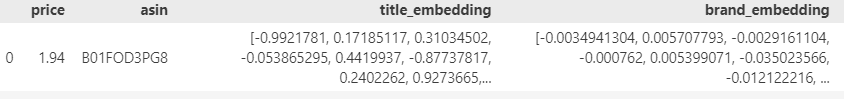 price asin title_embedding brand_embedding
[-0.9921781, 0.17185117, 0.31034502, [-0.0034941304, 0.005707793, -0.0029161104,
0 1.94 B01FOD3PG8 -0.053865295, 0.4419937, -0.87737817, -0.000762, 0.005399071, -0.035023566,
0.2402262, 0.9273665,... -0.012122216, ...